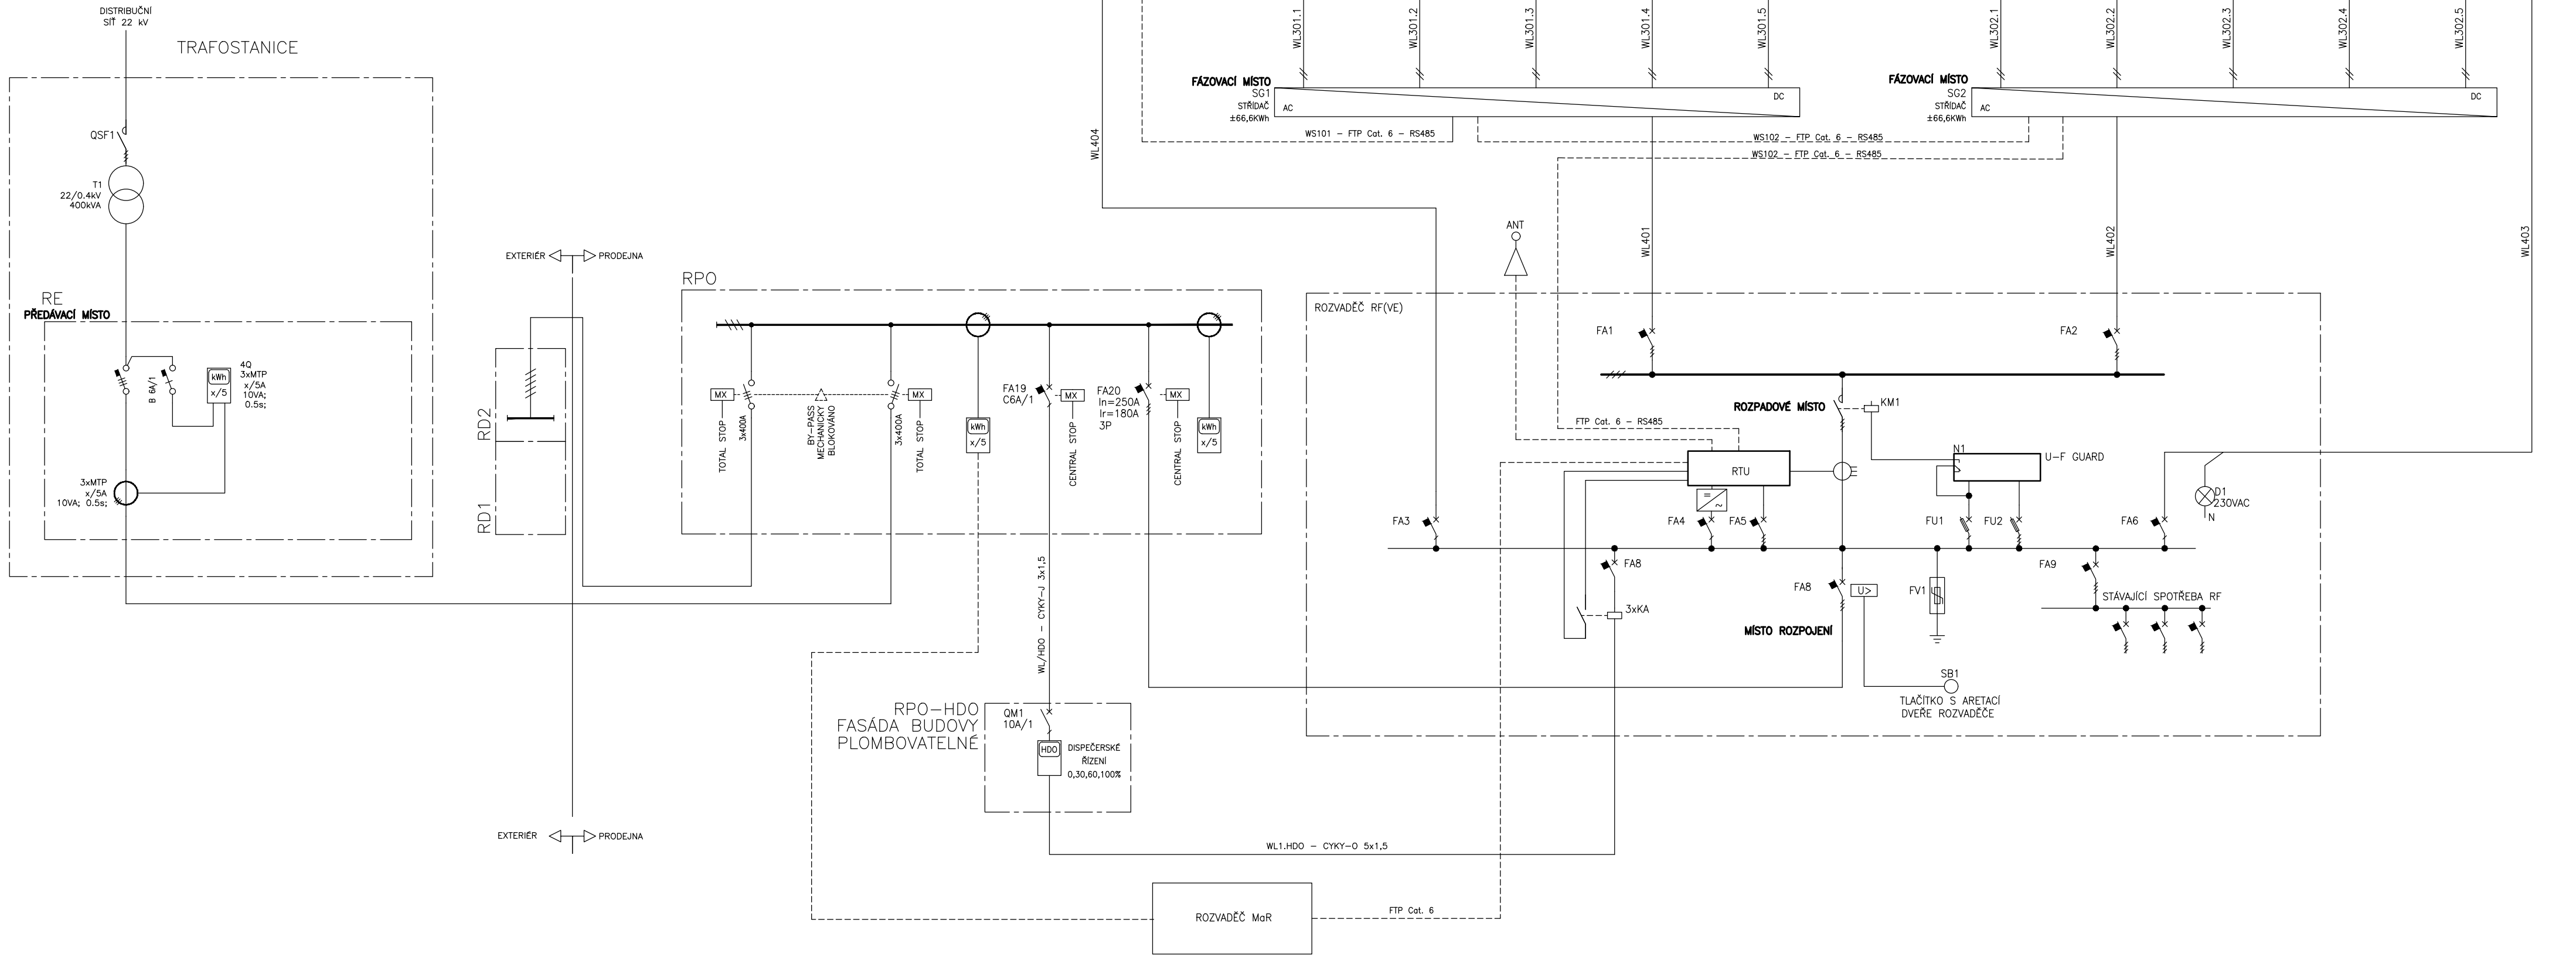 DISTRIBUČNÍ
SÍŤ 22 kV
TRAFOSTANICE
QSF1
T1
22/0.4kV
400kVA
RE
PŘEDÁVACÍ MÍSTO
B 6A/1
kWh
x/5
4Q
3xMTP
x/5A
10VA;
0.5s;
3xMTP
x/5A
10VA; 0.5s;
EXTERIÉR
PRODEJNA
RD2
RD1
EXTERIÉR
PRODEJNA
RPO
MX
TOTAL STOP
3x400A
BY-PASS
MECHANICKY
BLOKOVÁNO
3x400A
MX
TOTAL STOP
kWh
x/5
FA19
C6A/1
MX
CENTRAL STOP
FA20
In=250A
Ir=180A
3P
MX
CENTRAL STOP
kWh
x/5
WL/HDO - CYKY-J 3x1,5
RPO-HDO
FASÁDA BUDOVY
PLOMBOVATELNÉ
QM1
10A/1
HDO
DISPEČERSKÉ
ŘÍZENÍ
0,30,60,100%
WL1.HDO - CYKY-O 5x1,5
ROZVADĚČ MaR
FTP Cat. 6
WL404
WL301.1
WL301.2
WL301.3
WL301.4
WL301.5
FÁZOVACÍ MÍSTO
SG1
STŘÍDAČ
±66,6KWh
AC
DC
WS101 - FTP Cat. 6 - RS485
WS102 - FTP Cat. 6 - RS485
WS102 - FTP Cat. 6 - RS485
WL302.1
WL302.2
WL302.3
WL302.4
WL302.5
FÁZOVACÍ MÍSTO
SG2
STŘÍDAČ
±66,6KWh
AC
DC
WL401
WL402
WL403
ANT
ROZVADĚČ RF(VE)
FA1
FA2
ROZPADOVÉ MÍSTO
KM1
FTP Cat. 6 - RS485
RTU
N1
U-F GUARD
D1
230VAC
N
FA3
FA4
FA5
FU1
FU2
FA6
FA8
3xKA
FA8
U>
MÍSTO ROZPOJENÍ
FV1
FA9
STÁVAJÍCÍ SPOTŘEBA RF
SB1
TLAČÍTKO S ARETACÍ
DVEŘE ROZVADĚČE